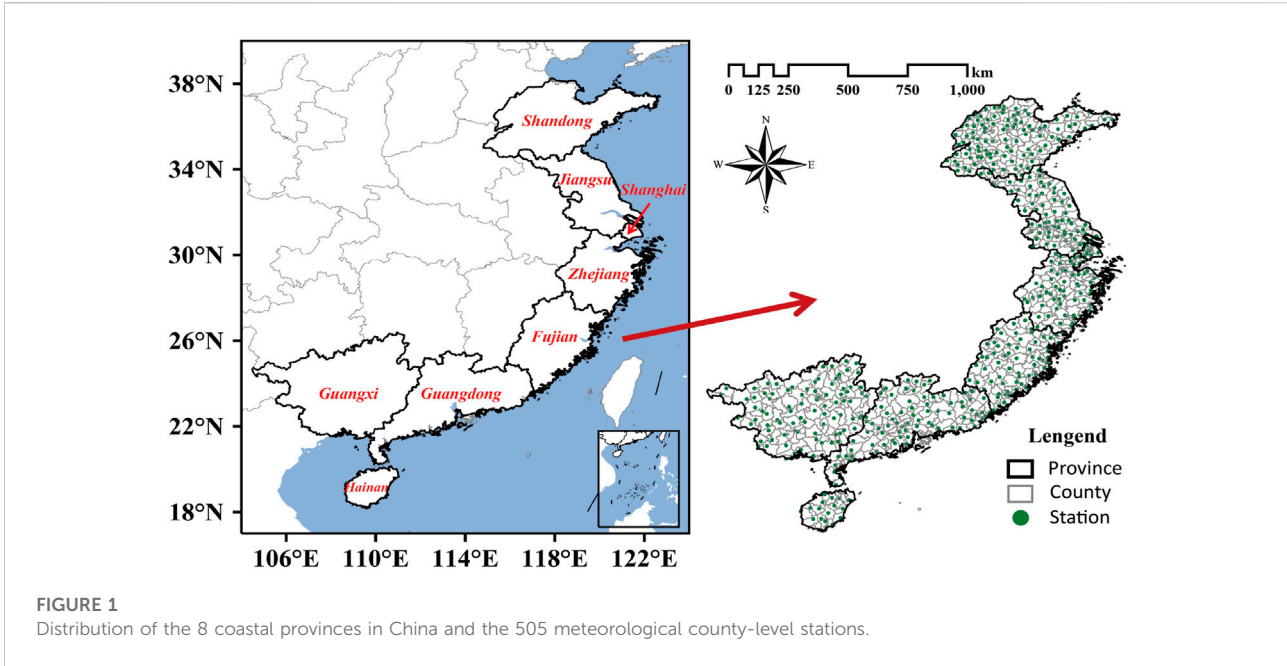 38°N
34°N
30°N
26°N
22°N
18°N
106°E 110°E 114°E 118°E 122°E
Shandong
Jiangsu
Shanghai
Zhejiang
Fujian
Guangxi
Guangdong
Hainan
km
0 125 250 500 750 1,000
N
W E
S
Lengend
Province
County
Station
FIGURE 1
Distribution of the 8 coastal provinces in China and the 505 meteorological county-level stations.